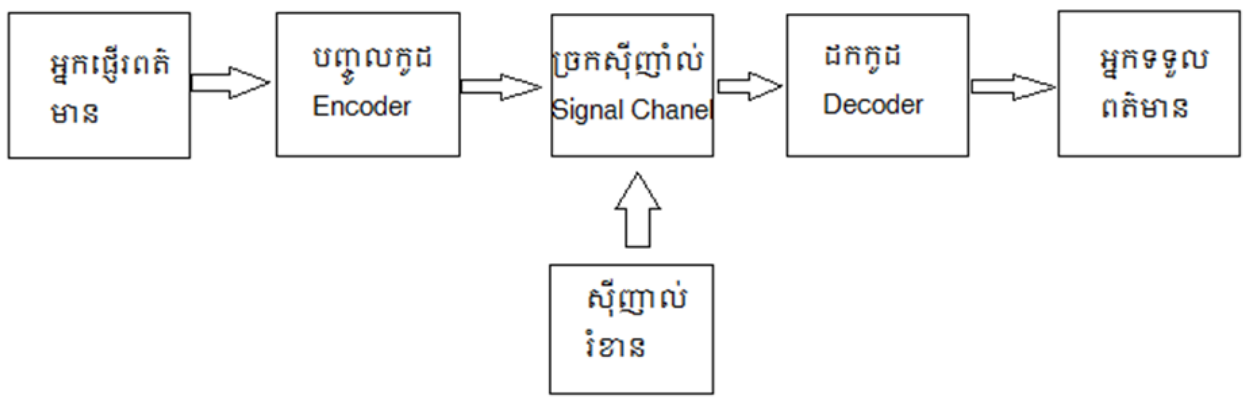 អ្នកផ្ញើរពត៌
មាន
បញ្ចូលកូដ
Encoder
ច្រកស៊ីញ៉ាំល់
Signal Chanel
ដកកូដ
Decoder
អ្នកទទួល
ពត៌មាន
ស៊ីញាល់
រំខាន